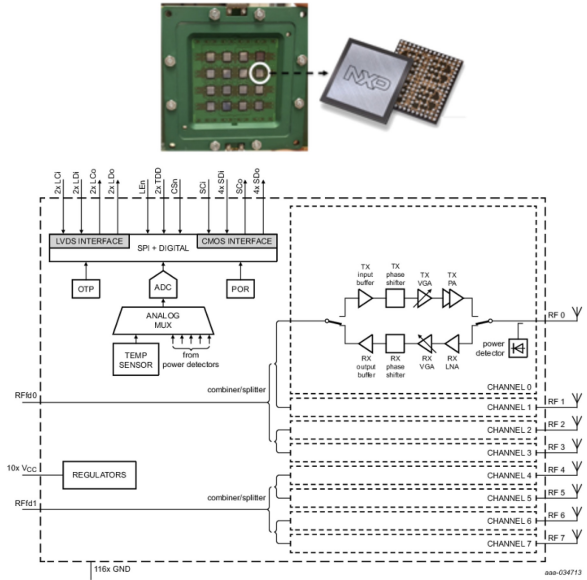 NXP
2x LCi
2x LDi
2x LCo
2x LDo
LEn
2x TDD
CSn
SCi
4x SDi
SCo
4x SDo
LVDS INTERFACE
SPI + DIGITAL
CMOS INTERFACE
OTP
ADC
POR
ANALOG
MUX
TEMP
SENSOR
from
power detectors
TX
input
buffer
TX
phase
shifter
TX
VGA
TX
PA
RX
output
buffer
RX
phase
shifter
RX
VGA
RX
LNA
power
detector
RF 0
CHANNEL 0
combiner/splitter
RFfd0
CHANNEL 1
RF 1
CHANNEL 2
RF 2
CHANNEL 3
RF 3
10x VCC
REGULATORS
CHANNEL 4
RF 4
combiner/splitter
RFfd1
CHANNEL 5
RF 5
CHANNEL 6
RF 6
CHANNEL 7
RF 7
116x GND
aaa-034713